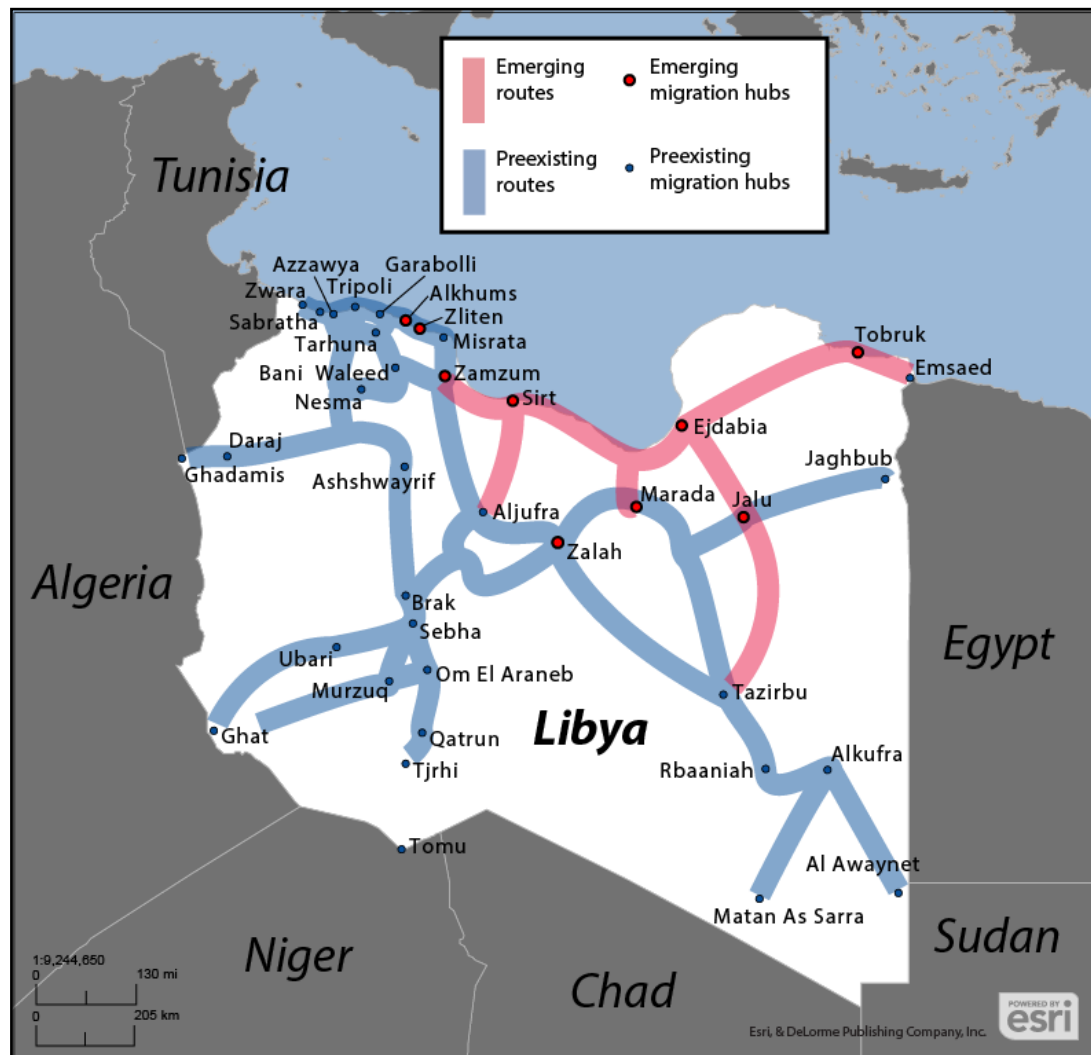 Emerging
routes
Emerging
migration hubs
Preexisting
routes
Preexisting
migration hubs
Tunisia
Azzawya
Garabolli
Zwara
Tripoli
Alkhums
Sabratha
Zliten
Tarhuna
Misrata
Tobruk
Bani Waleed
Zamzum
Emsaed
Nesma
Sirt
Ejdabia
Daraj
Ghadamis
Jaghbub
Ashshwayrif
Marada
Jalu
Aljufra
Zalah
Algeria
Brak
Sebha
Egypt
Ubari
Om El Araneb
Murzuq
Tazirbu
Libya
Ghat
Qatrun
Tjrhi
Rbaaniah
Alkufra
Tomu
Al Awaynet
Matan As Sarra
Niger
Sudan
Chad
1:9,244,650
0 130 mi
0 205 km
POWERED BY
esri
Esri, & DeLorme Publishing Company, Inc.